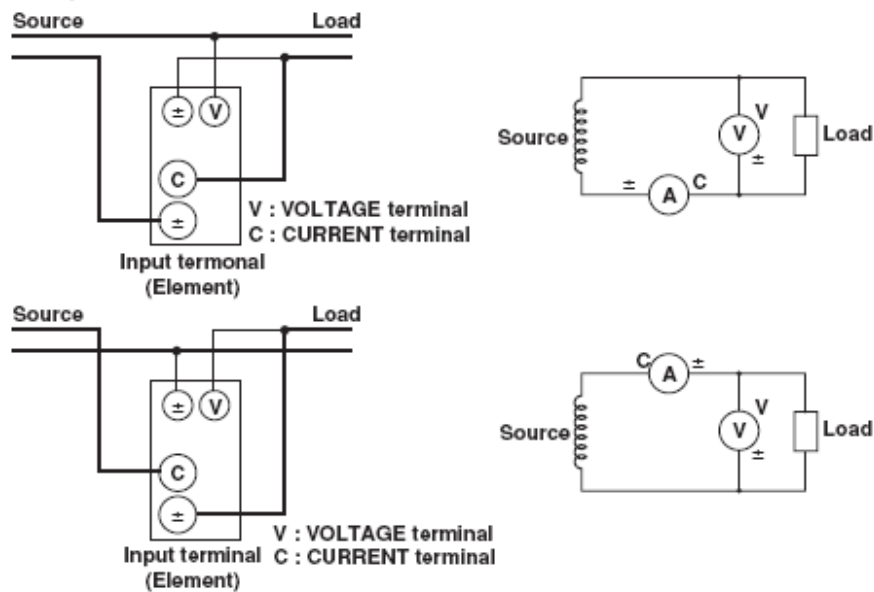 Source Load
± V
C
±
V : VOLTAGE terminal
C : CURRENT terminal
Input termonal
(Element)
V
Source V Load
±
± A C
Source Load
± V
C
±
V : VOLTAGE terminal
C : CURRENT terminal
Input terminal
(Element)
C A ±
V
Source V Load
±